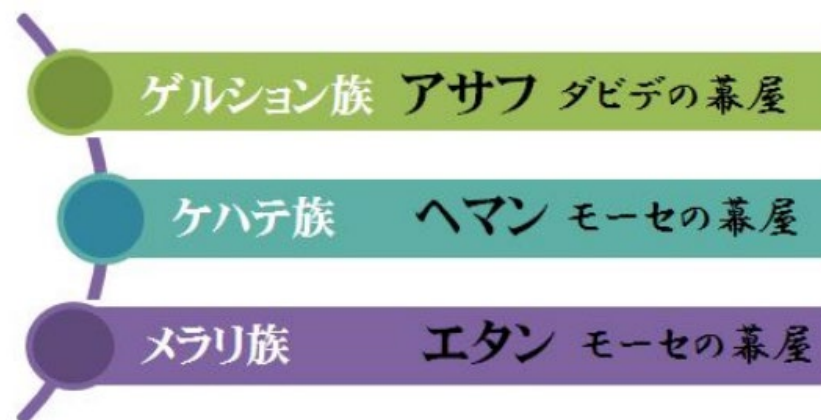 ゲルション族 アサフ ダビデの幕屋
ケハテ族 ヘマン モーセの幕屋
メラリ族 エタン モーセの幕屋